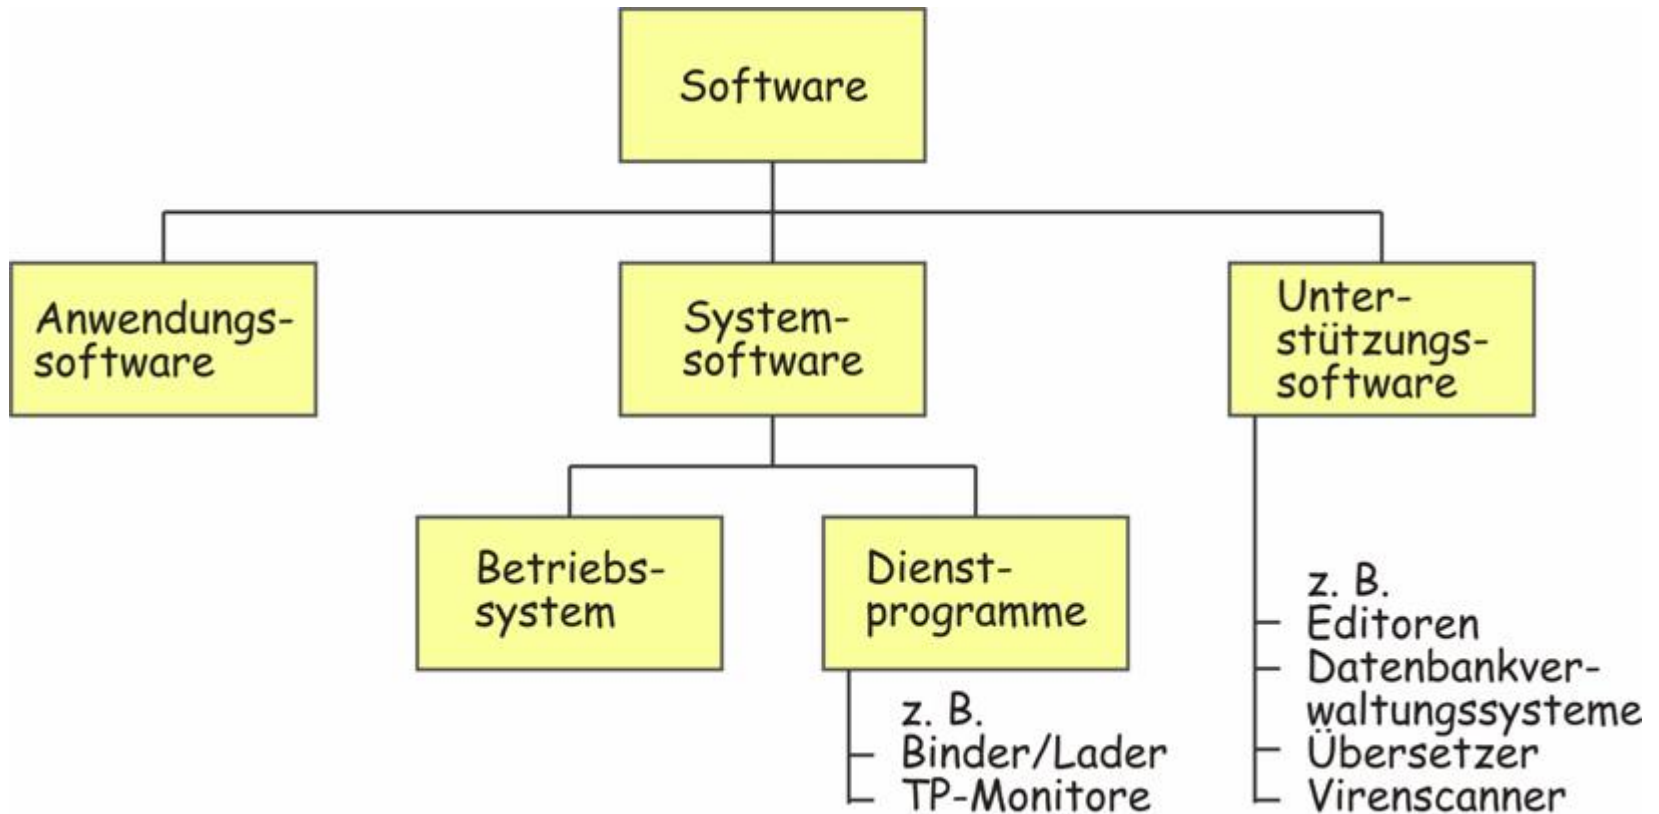 Software
Anwendungs-
software
System-
software
Unter-
stützungs-
software
Betriebs-
system
Dienst-
programme
z. B.
Binder/Lader
TP-Monitore
z. B.
Editoren
Datenbankver-
waltungssysteme
Übersetzer
Virenscanner